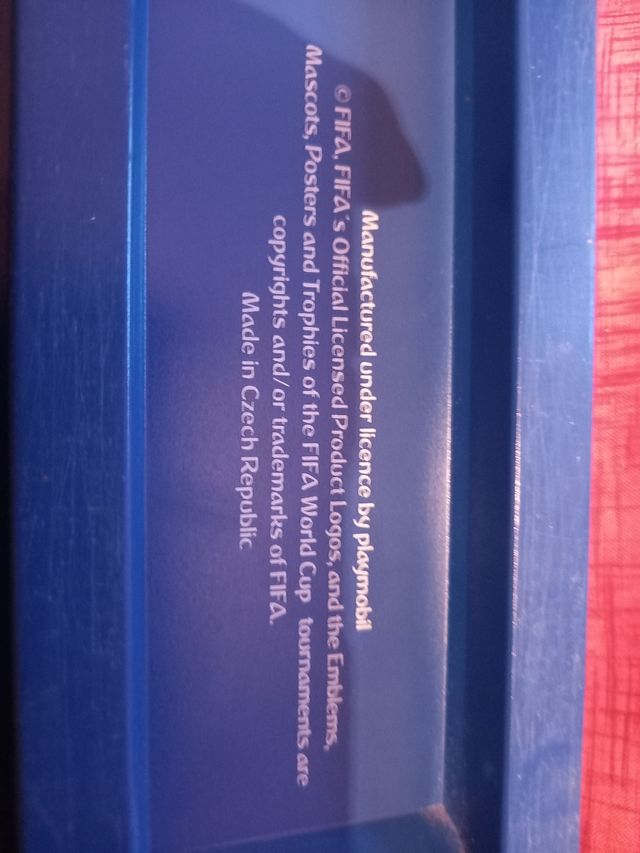 Manufactured under licence by playmobil
© FIFA, FIFA's Official Licensed Product Logos, and the Emblems,
Mascots, Posters and Trophies of the FIFA World Cup tournaments are
copyrights and/or trademarks of FIFA.
Made in Czech Republic